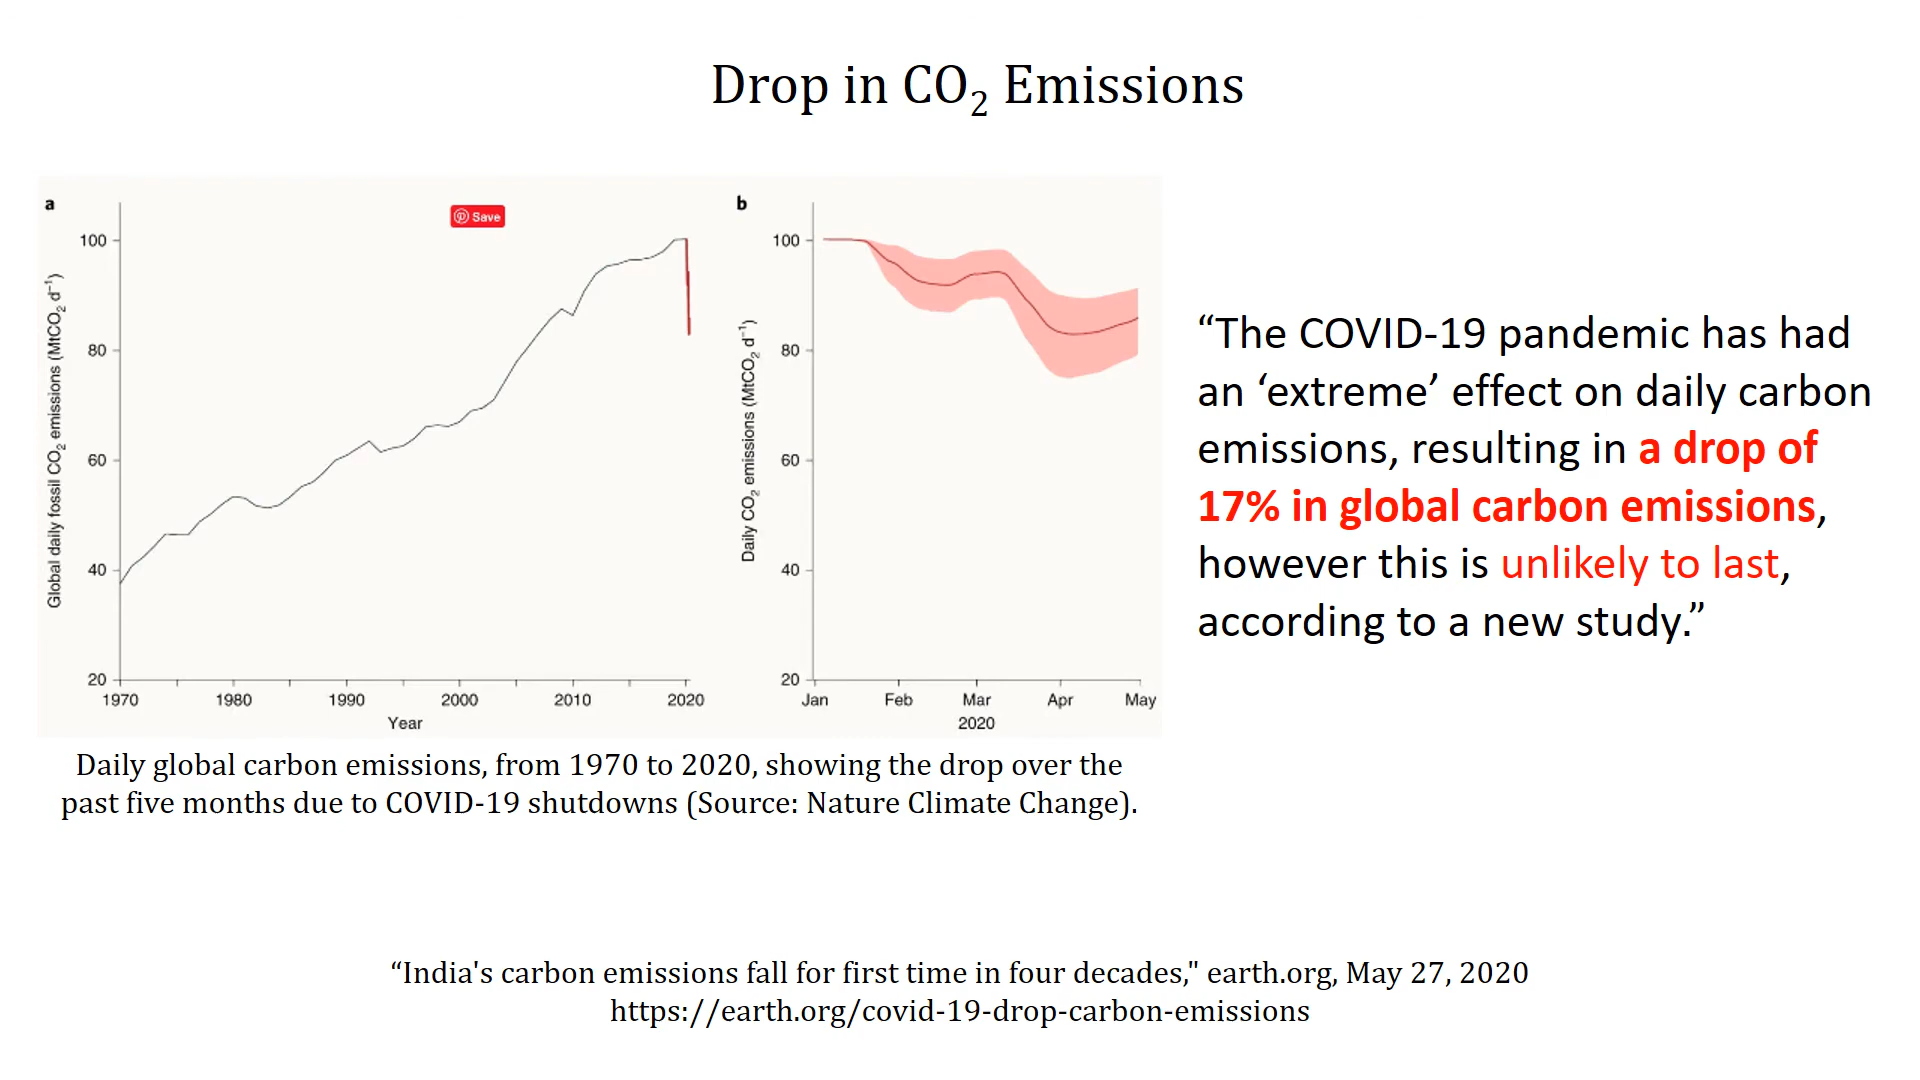 Drop in CO₂ Emissions
a
Save
100
80
60
40
20
Global daily fossil CO₂ emissions (MtCO₂ d⁻¹)
1970 1980 1990 2000 2010 2020
Year
b
100
80
60
40
20
Daily CO₂ emissions (MtCO₂ d⁻¹)
Jan Feb Mar Apr May
2020
“The COVID-19 pandemic has had
an ‘extreme’ effect on daily carbon
emissions, resulting in a drop of
17% in global carbon emissions,
however this is unlikely to last,
according to a new study.”
Daily global carbon emissions, from 1970 to 2020, showing the drop over the
past five months due to COVID-19 shutdowns (Source: Nature Climate Change).
“India's carbon emissions fall for first time in four decades," earth.org, May 27, 2020
https://earth.org/covid-19-drop-carbon-emissions